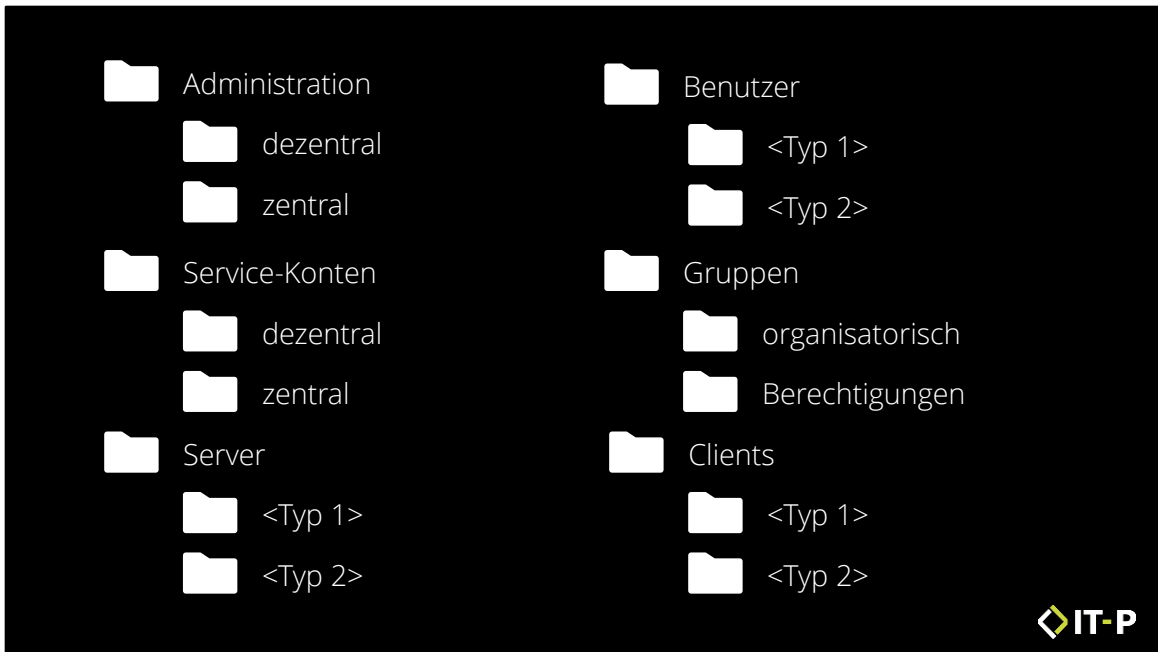 Administration
dezentral
zentral
Service-Konten
dezentral
zentral
Server
<Typ 1>
<Typ 2>
Benutzer
<Typ 1>
<Typ 2>
Gruppen
organisatorisch
Berechtigungen
Clients
<Typ 1>
<Typ 2>
IT-P